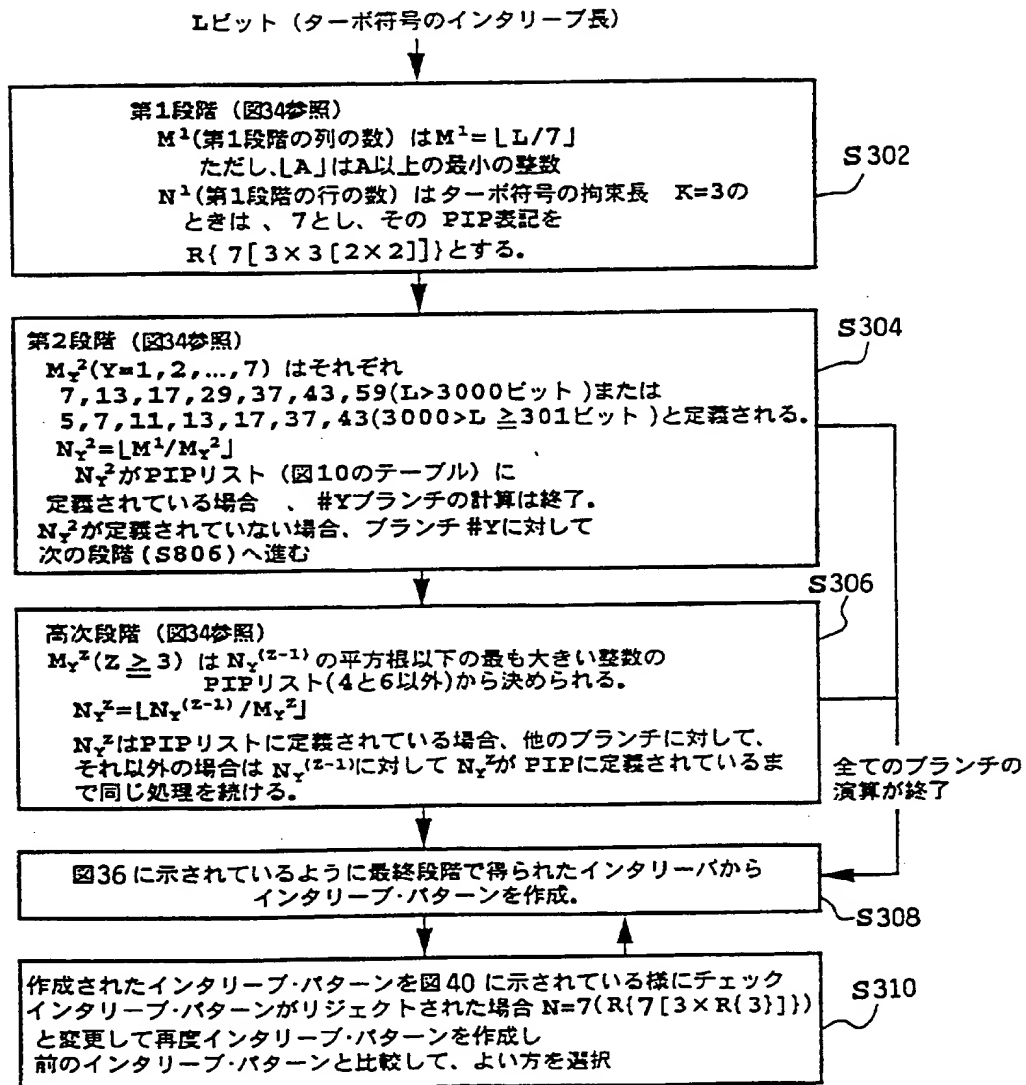 Lビット（ターボ符号のインタリーブ長）
第1段階（図34参照）
M¹(第1段階の列の数) はM¹=⌊L/7⌋
ただし、⌊A⌋はA以上の最小の整数
N¹(第1段階の行の数) はターボ符号の拘束長 K=3の
ときは、7とし、その PIP表記を
R{ 7[3×3[2×2]]}とする。
S302
第2段階（図34参照）
M_Y²(Y=1,2,...,7) はそれぞれ
7,13,17,29,37,43,59(L>3000ビット)または
5,7,11,13,17,37,43(3000>L≧301ビット)と定義される。
N_Y²=⌊M¹/M_Y²⌋
N_Y²がPIPリスト（図10のテーブル）に
定義されている場合 、#Yブランチの計算は終了。
N_Y²が定義されていない場合、ブランチ #Yに対して
次の段階(S806)へ進む
S304
高次段階（図34参照）
M_Y^Z(Z≧3) は N_Y^(Z-1) の平方根以下の最も大きい整数の
PIPリスト(4と6以外)から決められる。
N_Y^Z=⌊N_Y^(Z-1)/M_Y^Z⌋
N_Y^ZはPIPリストに定義されている場合、他のブランチに対して、
それ以外の場合は N_Y^(Z-1)に対して N_Y^Zが PIPに定義されているま
で同じ処理を続ける。
S306
全てのブランチの
演算が終了
図36 に示されているように最終段階で得られたインタリーバから
インタリーブ・パターンを作成。
S308
作成されたインタリーブ・パターンを図40 に示されている様にチェック
インタリーブ・パターンがリジェクトされた場合 N=7(R{7[3×R{3}]})
と変更して再度インタリーブ・パターンを作成し
前のインタリーブ・パターンと比較して、よい方を選択
S310